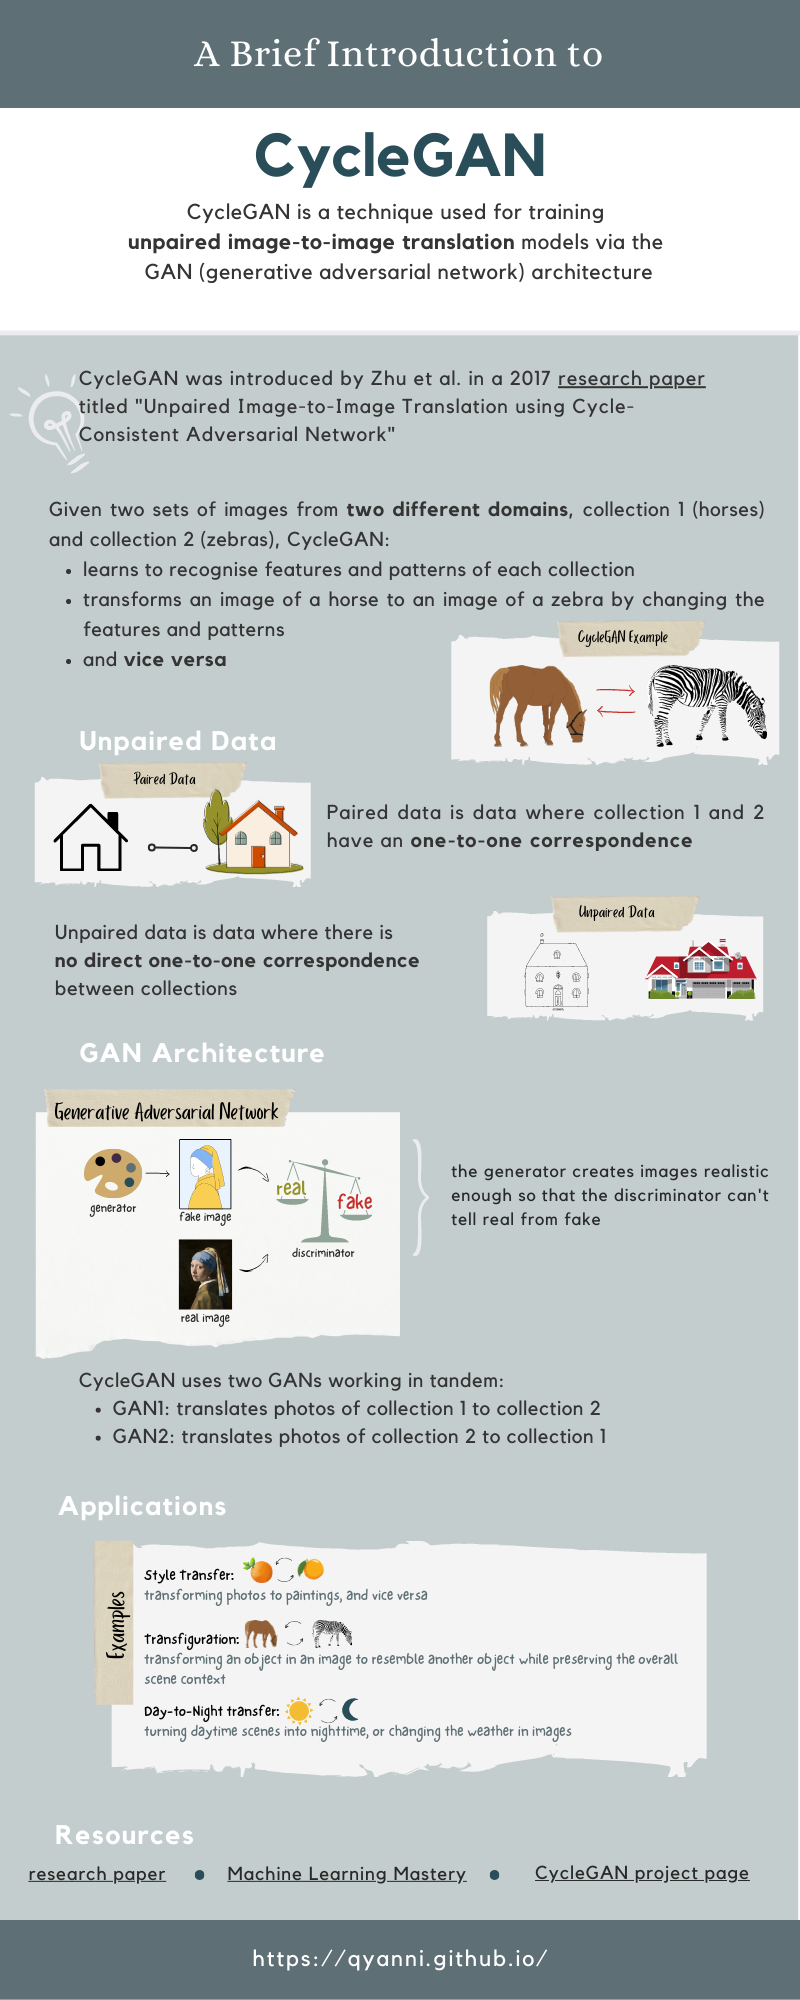 A Brief Introduction to
CycleGAN
CycleGAN is a technique used for training
unpaired image-to-image translation models via the
GAN (generative adversarial network) architecture
CycleGAN was introduced by Zhu et al. in a 2017 research paper
titled "Unpaired Image-to-Image Translation using Cycle-
Consistent Adversarial Network"
Given two sets of images from two different domains, collection 1 (horses)
and collection 2 (zebras), CycleGAN:
• learns to recognise features and patterns of each collection
• transforms an image of a horse to an image of a zebra by changing the
features and patterns
• and vice versa
CycleGAN Example
Unpaired Data
Paired Data
Paired data is data where collection 1 and 2
have an one-to-one correspondence
Unpaired data is data where there is
no direct one-to-one correspondence
between collections
Unpaired Data
GAN Architecture
Generative Adversarial Network
generator
fake image
real
fake
discriminator
real image
the generator creates images realistic
enough so that the discriminator can't
tell real from fake
CycleGAN uses two GANs working in tandem:
• GAN1: translates photos of collection 1 to collection 2
• GAN2: translates photos of collection 2 to collection 1
Applications
Examples
Style Transfer:
transforming photos to paintings, and vice versa
Transfiguration:
transforming an object in an image to resemble another object while preserving the overall
scene context
Day-to-Night transfer:
turning daytime scenes into nighttime, or changing the weather in images
Resources
research paper • Machine Learning Mastery • CycleGAN project page
https://qyanni.github.io/